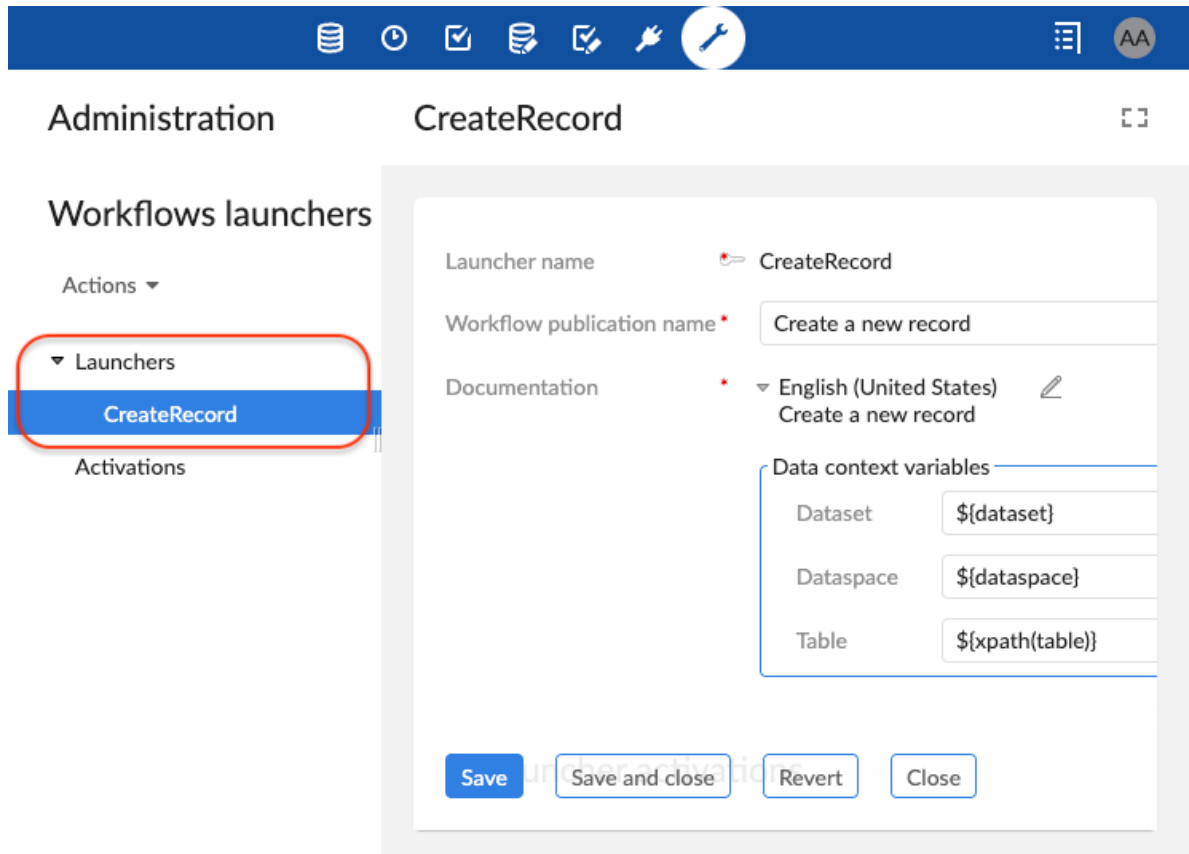 AA
Administration
CreateRecord
Workflows launchers
Actions
Launchers
CreateRecord
Activations
Launcher name * CreateRecord
Workflow publication name * Create a new record
Documentation * English (United States)
Create a new record
Data context variables
Dataset ${dataset}
Dataspace ${dataspace}
Table ${xpath(table)}
Save Save and close Revert Close